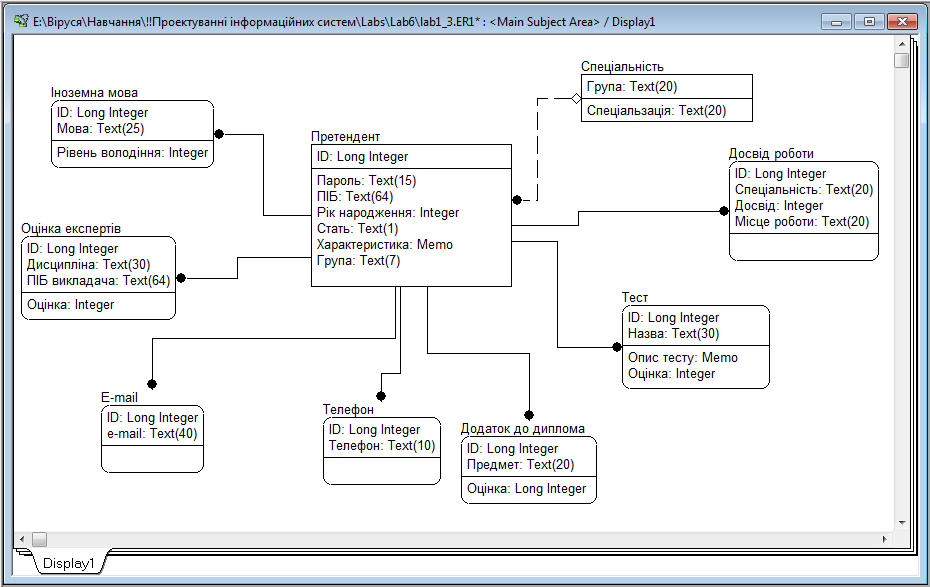 E:\Віруся\Навчання\!!Проектуванні інформаційних систем\Labs\Lab6\lab1_3.ER1* : <Main Subject Area> / Display1
Спеціальність
Група: Text(20)
Спеціальзація: Text(20)
Іноземна мова
ID: Long Integer
Мова: Text(25)
Рівень володіння: Integer
Претендент
ID: Long Integer
Пароль: Text(15)
ПІБ: Text(64)
Рік народження: Integer
Стать: Text(1)
Характеристика: Memo
Група: Text(7)
Досвід роботи
ID: Long Integer
Спеціальність: Text(20)
Досвід: Integer
Місце роботи: Text(20)
Оцінка експертів
ID: Long Integer
Дисципліна: Text(30)
ПІБ викладача: Text(64)
Оцінка: Integer
Тест
ID: Long Integer
Назва: Text(30)
Опис тесту: Memo
Оцінка: Integer
E-mail
ID: Long Integer
e-mail: Text(40)
Телефон
ID: Long Integer
Телефон: Text(10)
Додаток до диплома
ID: Long Integer
Предмет: Text(20)
Оцінка: Long Integer
Display1